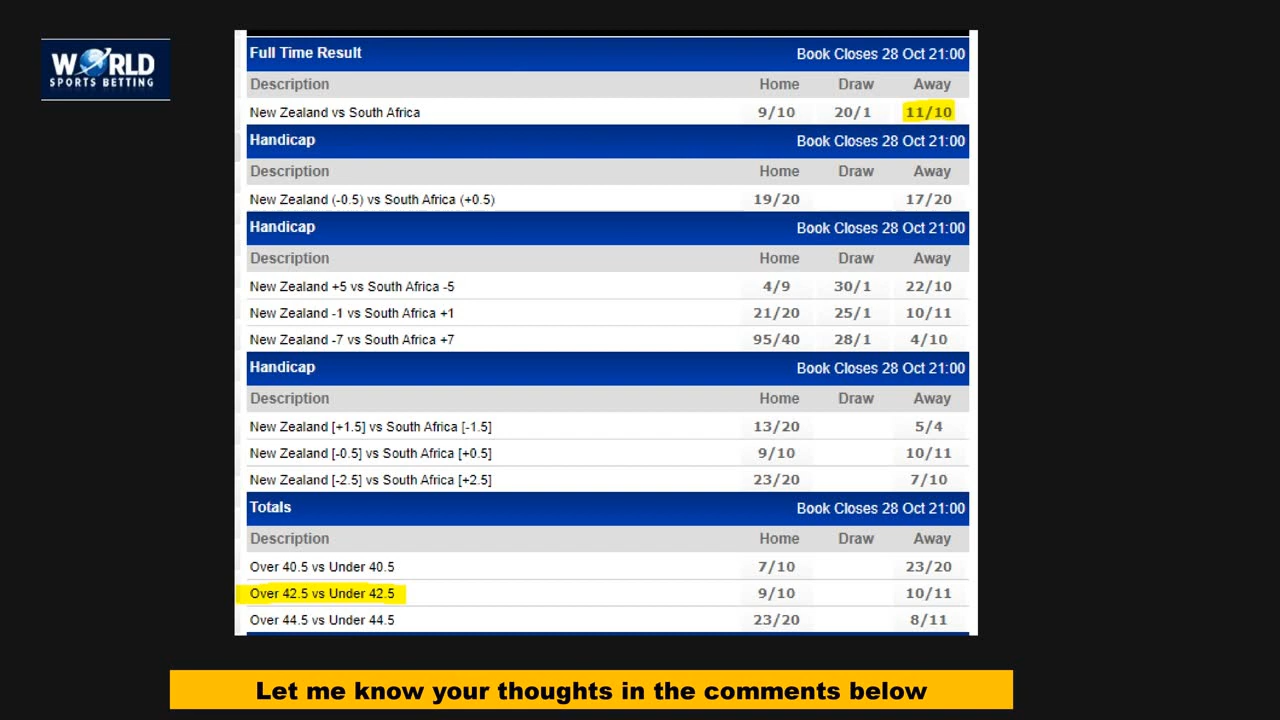 WORLD
SPORTS BETTING
Full Time Result Book Closes 28 Oct 21:00
Description Home Draw Away
New Zealand vs South Africa 9/10 20/1 11/10
Handicap Book Closes 28 Oct 21:00
Description Home Draw Away
New Zealand (-0.5) vs South Africa (+0.5) 19/20 17/20
Handicap Book Closes 28 Oct 21:00
Description Home Draw Away
New Zealand +5 vs South Africa -5 4/9 30/1 22/10
New Zealand -1 vs South Africa +1 21/20 25/1 10/11
New Zealand -7 vs South Africa +7 95/40 28/1 4/10
Handicap Book Closes 28 Oct 21:00
Description Home Draw Away
New Zealand [+1.5] vs South Africa [-1.5] 13/20 5/4
New Zealand [-0.5] vs South Africa [+0.5] 9/10 10/11
New Zealand [-2.5] vs South Africa [+2.5] 23/20 7/10
Totals Book Closes 28 Oct 21:00
Description Home Draw Away
Over 40.5 vs Under 40.5 7/10 23/20
Over 42.5 vs Under 42.5 9/10 10/11
Over 44.5 vs Under 44.5 23/20 8/11
Let me know your thoughts in the comments below